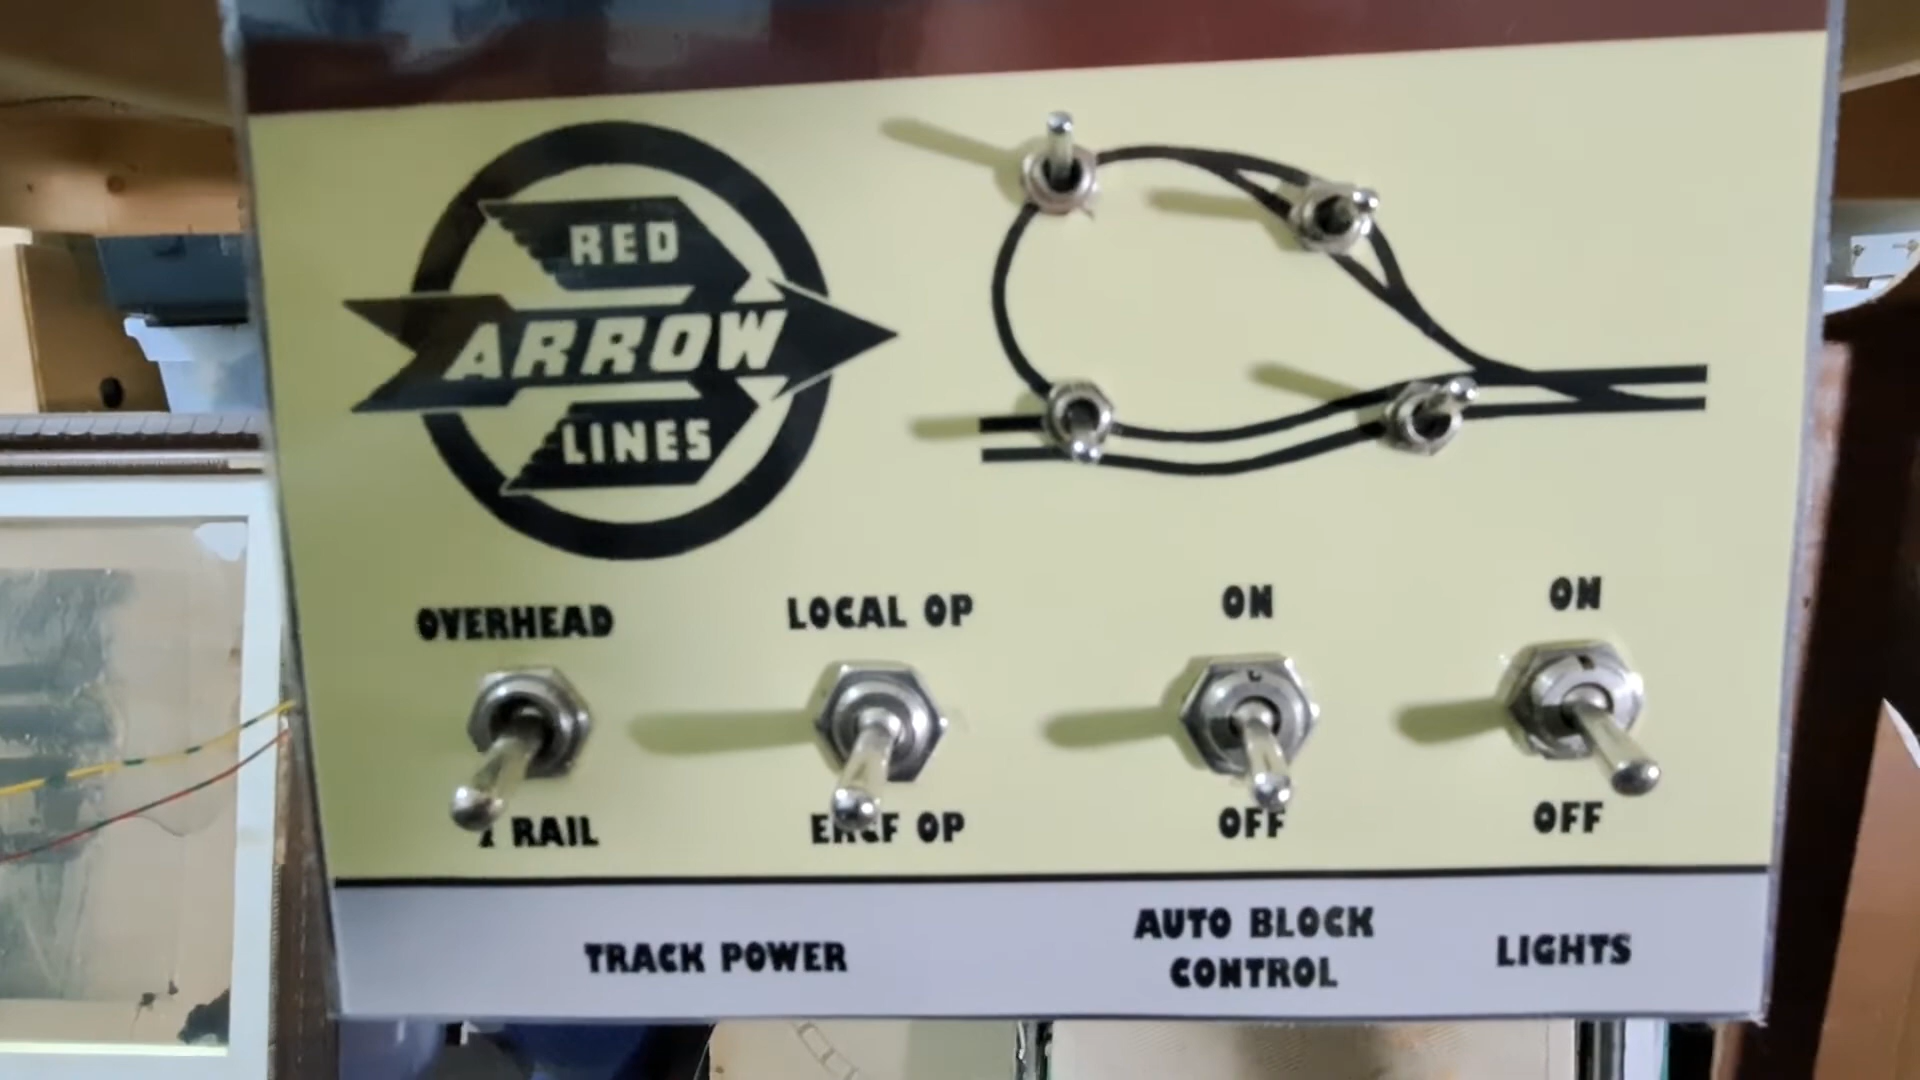 RED
ARROW
LINES
OVERHEAD
LOCAL OP
ON
ON
RAIL
OP
OFF
OFF
TRACK POWER
AUTO BLOCK
CONTROL
LIGHTS